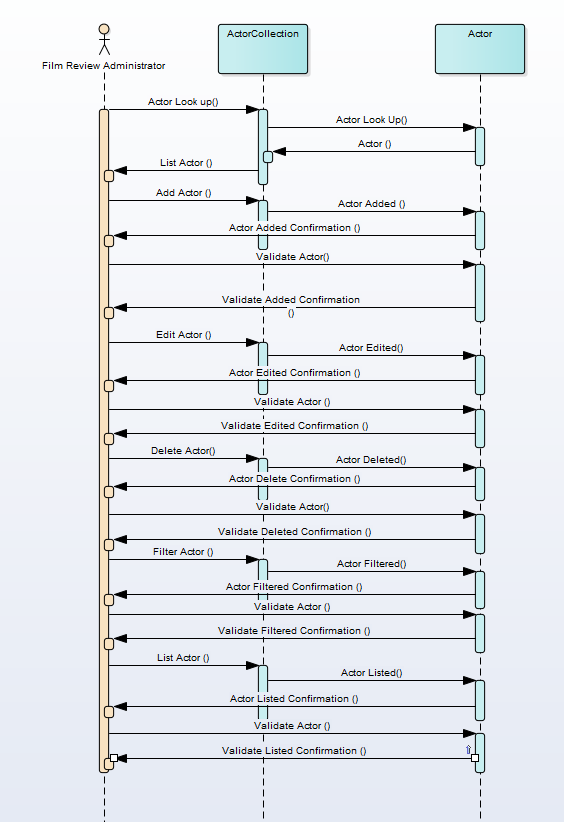 ActorCollection
Actor
Film Review Administrator
Actor Look up()
Actor Look Up()
Actor ()
List Actor ()
Add Actor ()
Actor Added ()
Actor Added Confirmation ()
Validate Actor()
Validate Added Confirmation
()
Edit Actor ()
Actor Edited()
Actor Edited Confirmation ()
Validate Actor ()
Validate Edited Confirmation ()
Delete Actor()
Actor Deleted()
Actor Delete Confirmation ()
Validate Actor()
Validate Deleted Confirmation ()
Filter Actor ()
Actor Filtered()
Actor Filtered Confirmation ()
Validate Actor ()
Validate Filtered Confirmation ()
List Actor ()
Actor Listed()
Actor Listed Confirmation ()
Validate Actor ()
Validate Listed Confirmation ()